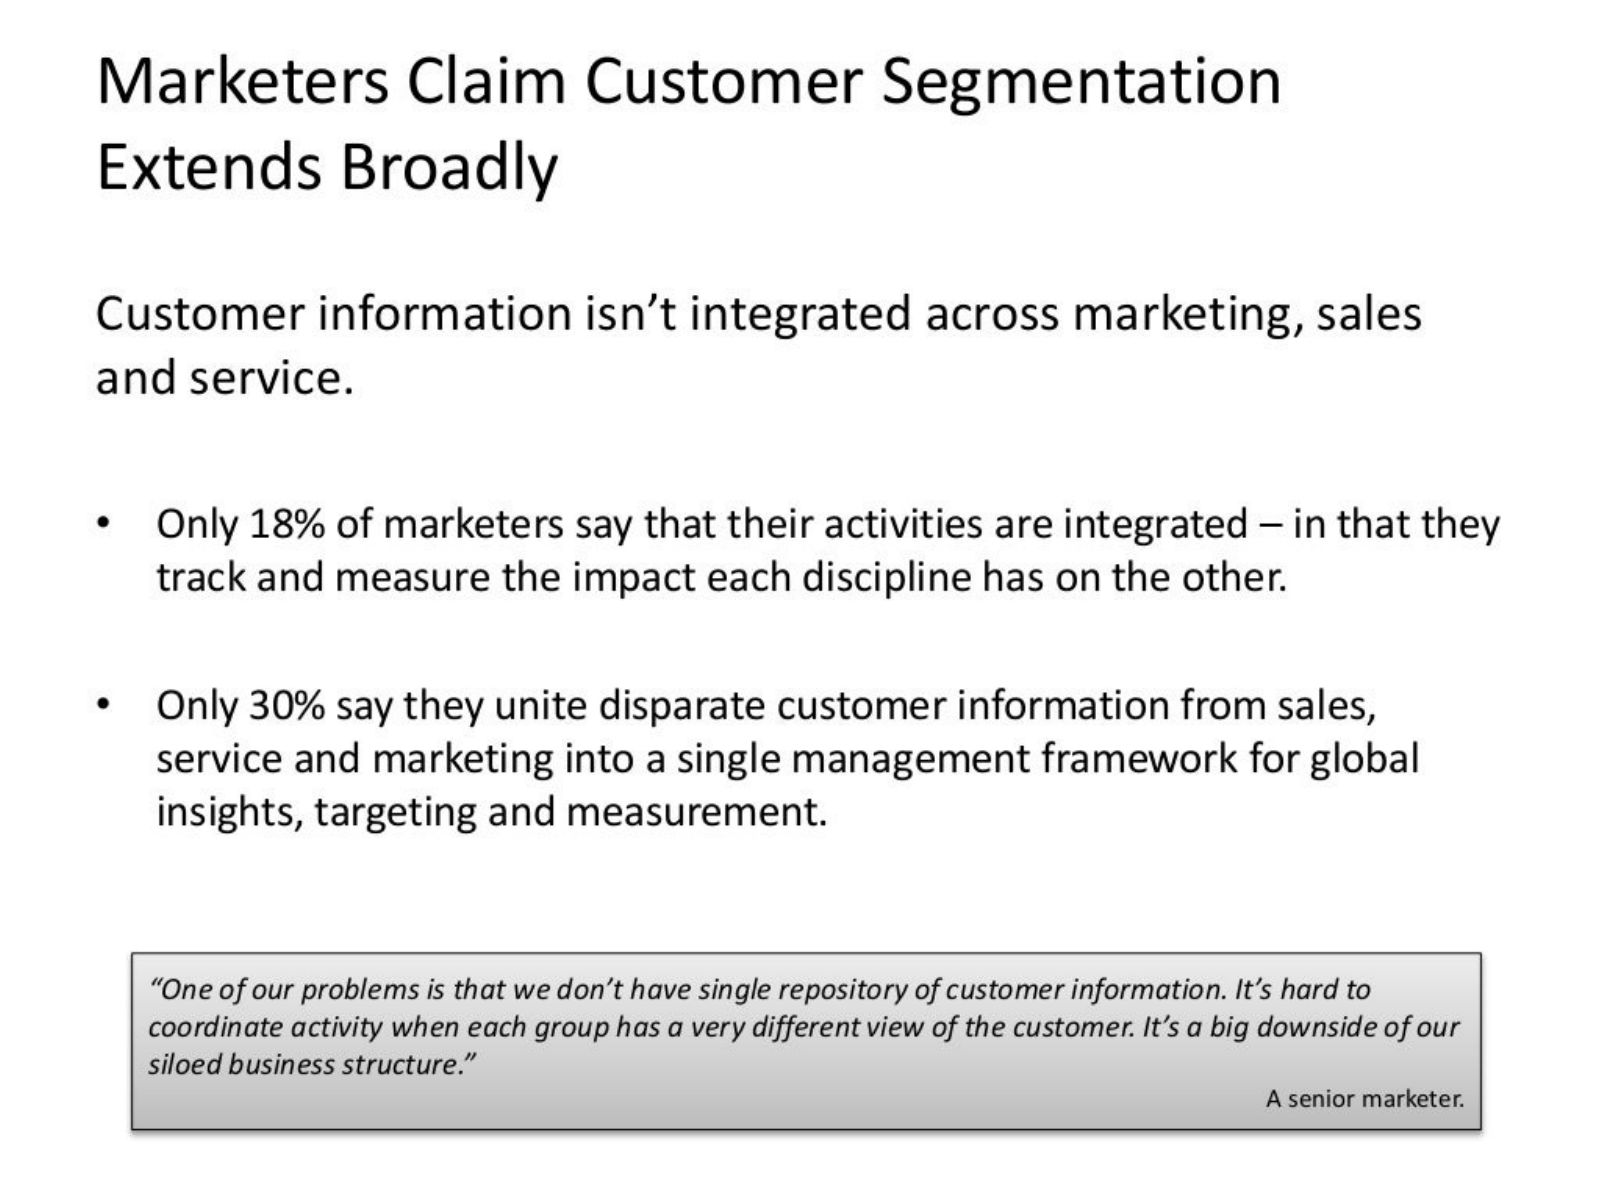 Marketers Claim Customer Segmentation
Extends Broadly
Customer information isn’t integrated across marketing, sales
and service.
• Only 18% of marketers say that their activities are integrated – in that they
track and measure the impact each discipline has on the other.
• Only 30% say they unite disparate customer information from sales,
service and marketing into a single management framework for global
insights, targeting and measurement.
“One of our problems is that we don’t have single repository of customer information. It’s hard to
coordinate activity when each group has a very different view of the customer. It’s a big downside of our
siloed business structure.”
A senior marketer.